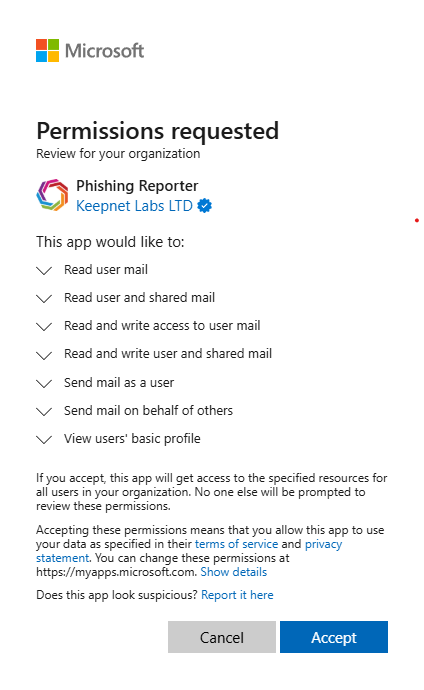 Microsoft
Permissions requested
Review for your organization
Phishing Reporter
Keepnet Labs LTD
This app would like to:
Read user mail
Read user and shared mail
Read and write access to user mail
Read and write user and shared mail
Send mail as a user
Send mail on behalf of others
View users' basic profile
If you accept, this app will get access to the specified resources for
all users in your organization. No one else will be prompted to
review these permissions.
Accepting these permissions means that you allow this app to use
your data as specified in their terms of service and privacy
statement. You can change these permissions at
https://myapps.microsoft.com. Show details
Does this app look suspicious? Report it here
Cancel
Accept